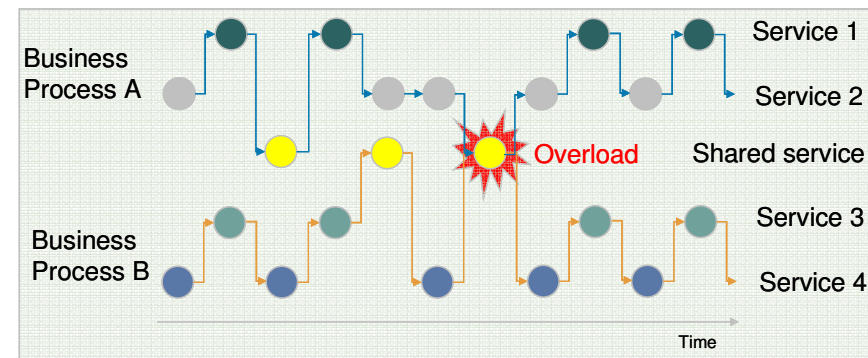 Service 1
Business
Process A
Service 2
Overload
Shared service
Service 3
Business
Process B
Service 4
Time